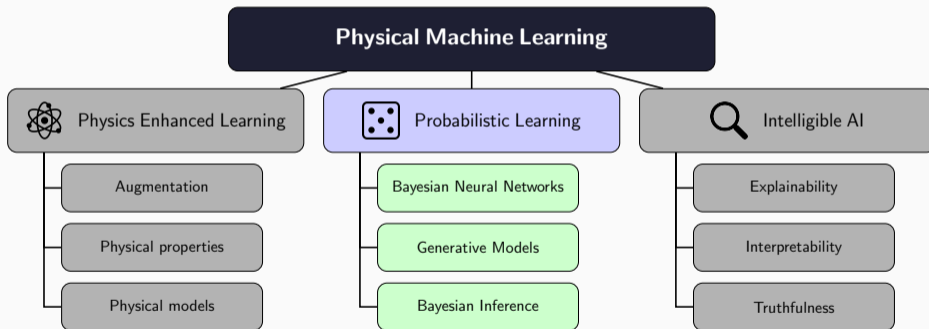 Physical Machine Learning
Physics Enhanced Learning
Probabilistic Learning
Intelligible AI
Augmentation
Bayesian Neural Networks
Explainability
Physical properties
Generative Models
Interpretability
Physical models
Bayesian Inference
Truthfulness